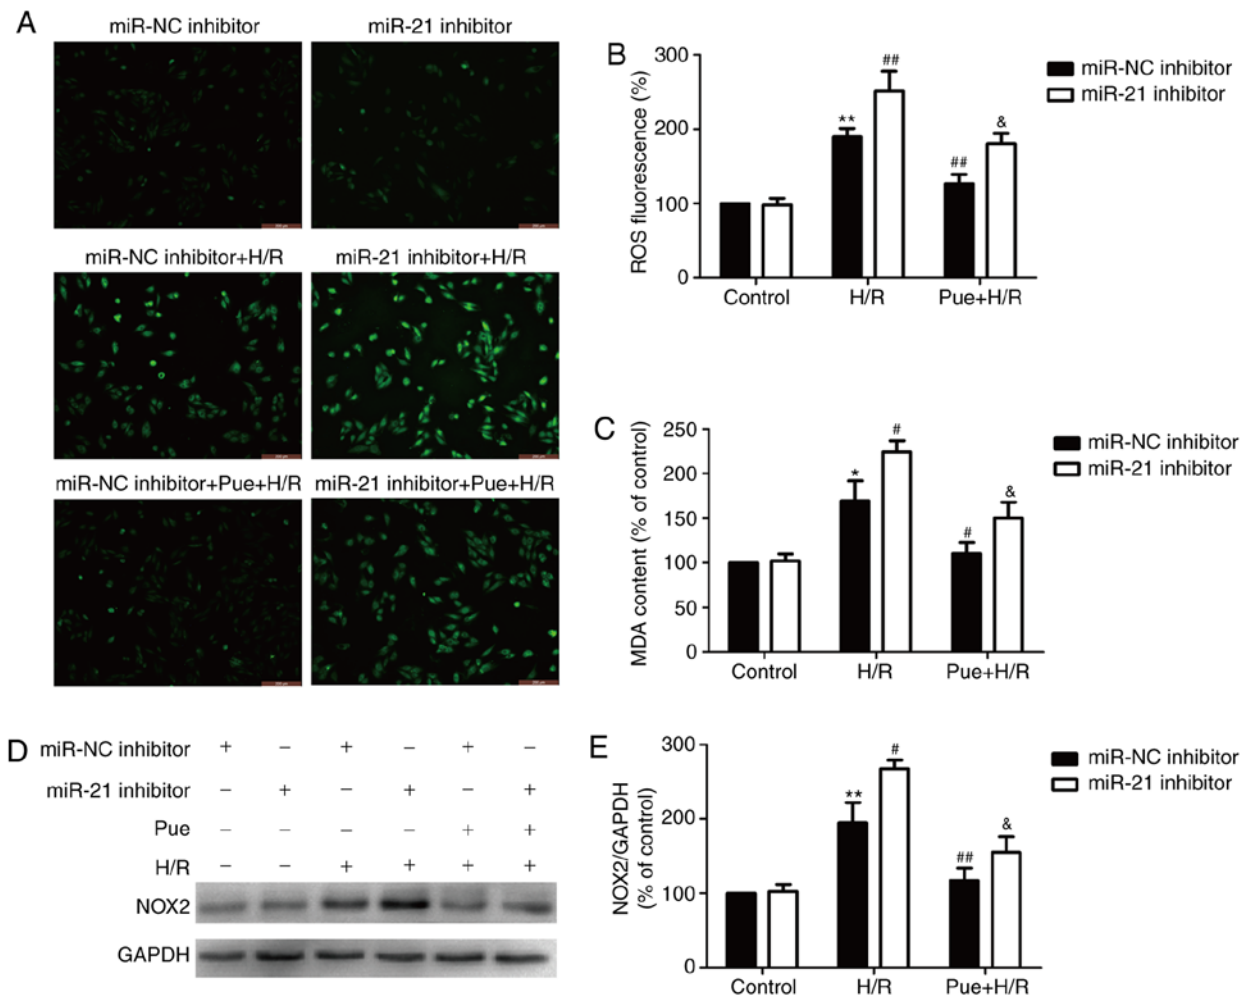 A
miR-NC inhibitor
miR-21 inhibitor
miR-NC inhibitor+H/R
miR-21 inhibitor+H/R
miR-NC inhibitor+Pue+H/R
miR-21 inhibitor+Pue+H/R
B
ROS fluorescence (%)
300
200
100
0
**
##
##
&
Control
H/R
Pue+H/R
miR-NC inhibitor
miR-21 inhibitor
C
MDA content (% of control)
250
200
150
100
50
0
*
#
#
&
Control
H/R
Pue+H/R
miR-NC inhibitor
miR-21 inhibitor
D
miR-NC inhibitor + − + − + −
miR-21 inhibitor − + − + − +
Pue − − − − + +
H/R − − + + + +
NOX2
GAPDH
E
NOX2/GAPDH
(% of control)
300
200
100
0
**
#
##
&
Control
H/R
Pue+H/R
miR-NC inhibitor
miR-21 inhibitor